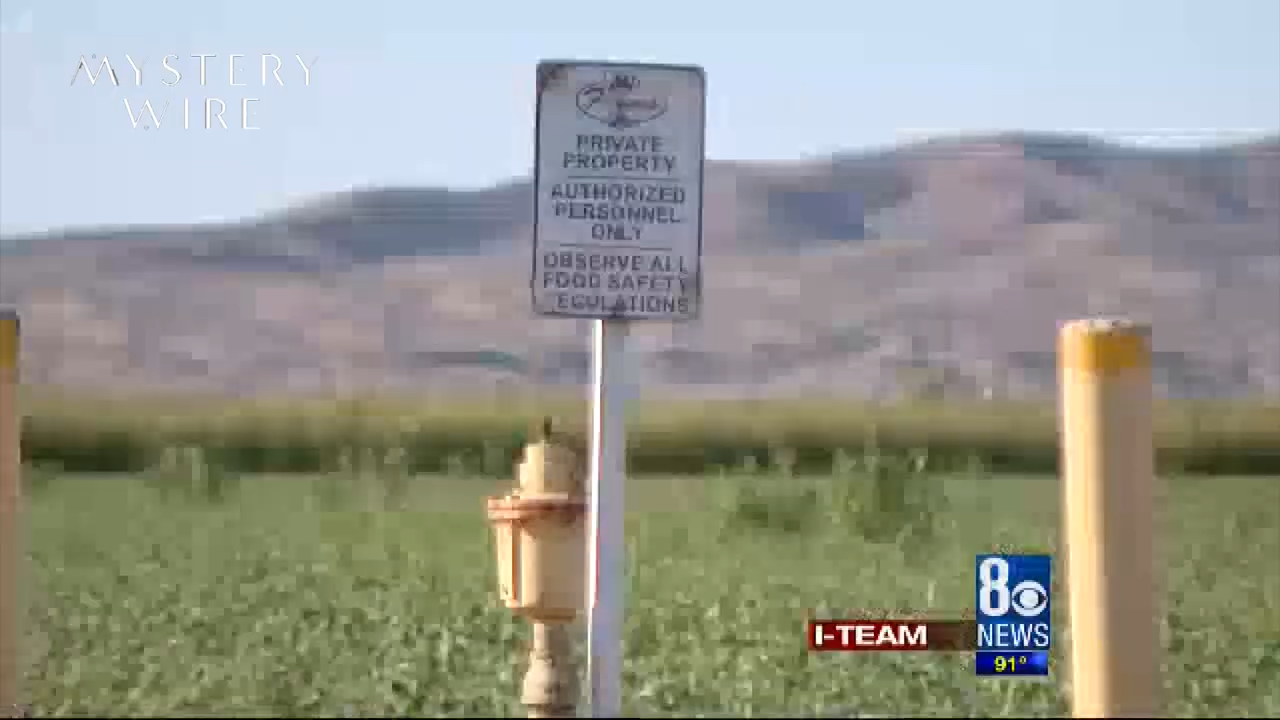 MYSTERY
WIRE
PRIVATE
PROPERTY
AUTHORIZED
PERSONNEL
ONLY
OBSERVE ALL
FOOD SAFETY
EGULATIONS
I-TEAM
8
NEWS
91°